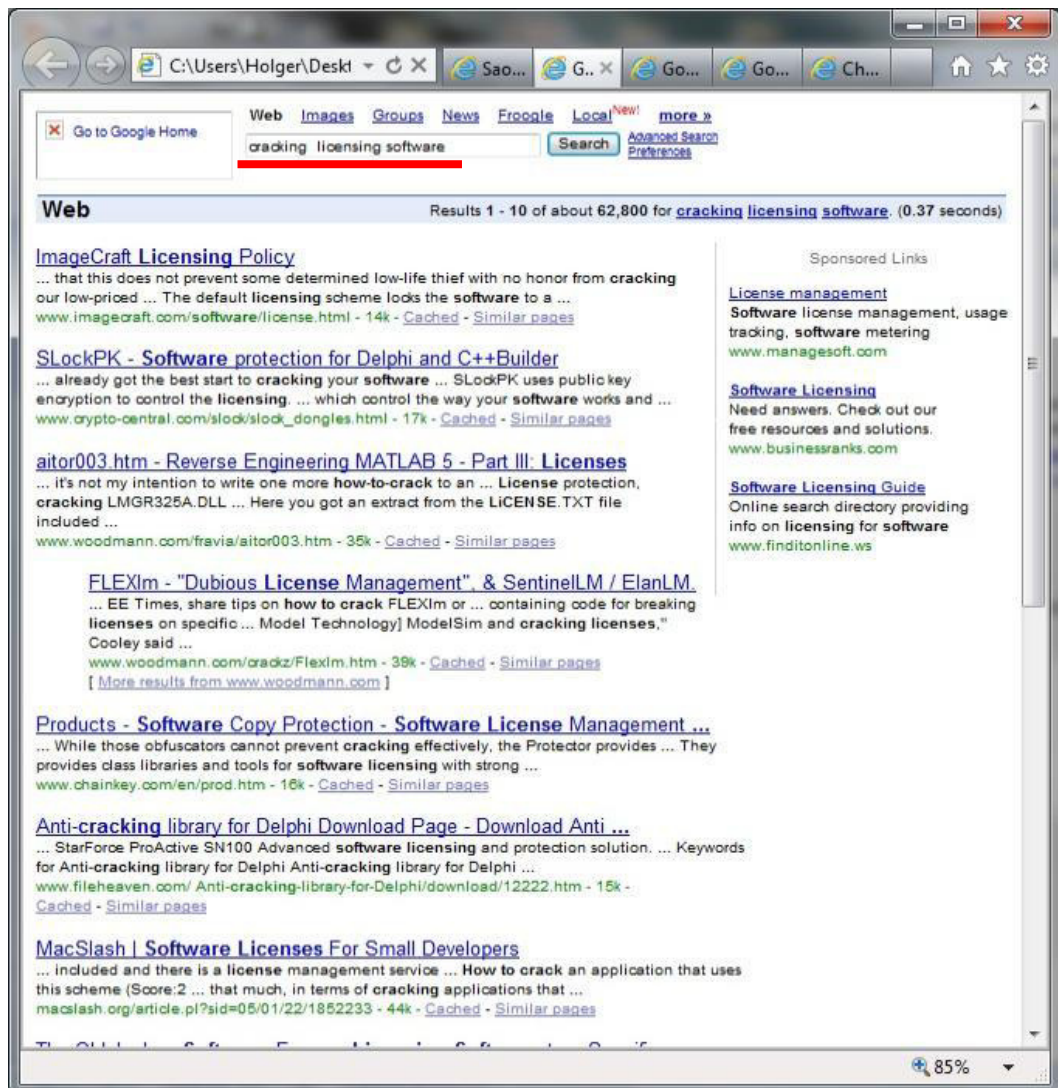 C:\Users\Holger\Deskt
Sao...
G..
Go...
Go...
Ch...
Go to Google Home
Web Images Groups News Froogle Local New! more »
cracking licensing software
Search
Advanced Search
Preferences
Web
Results 1 - 10 of about 62,800 for cracking licensing software. (0.37 seconds)
ImageCraft Licensing Policy
... that this does not prevent some determined low-life thief with no honor from cracking
our low-priced ... The default licensing scheme locks the software to a ...
www.imagecraft.com/software/license.html - 14k - Cached - Similar pages
SLockPK - Software protection for Delphi and C++Builder
... already got the best start to cracking your software ... SLockPK uses public key
encryption to control the licensing. ... which control the way your software works and ...
www.crypto-central.com/slock/slock_dongles.html - 17k - Cached - Similar pages
aitor003.htm - Reverse Engineering MATLAB 5 - Part III: Licenses
... it's not my intention to write one more how-to-crack to an ... License protection,
cracking LMGR325A.DLL ... Here you got an extract from the LiCENSE.TXT file
included ...
www.woodmann.com/fravia/aitor003.htm - 35k - Cached - Similar pages
FLEXlm - "Dubious License Management", & SentinelLM / ElanLM.
... EE Times, share tips on how to crack FLEXlm or ... containing code for breaking
licenses on specific ... Model Technology] ModelSim and cracking licenses,"
Cooley said ...
www.woodmann.com/crackz/Flexlm.htm - 39k - Cached - Similar pages
[ More results from www.woodmann.com ]
Products - Software Copy Protection - Software License Management ...
... While those obfuscators cannot prevent cracking effectively, the Protector provides ... They
provides class libraries and tools for software licensing with strong ...
www.chainkey.com/en/prod.htm - 16k - Cached - Similar pages
Anti-cracking library for Delphi Download Page - Download Anti ...
... StarForce ProActive SN100 Advanced software licensing and protection solution. ... Keywords
for Anti-cracking library for Delphi Anti-cracking library for Delphi ...
www.fileheaven.com/ Anti-cracking-library-for-Delphi/download/12222.htm - 15k -
Cached - Similar pages
MacSlash | Software Licenses For Small Developers
... included and there is a license management service ... How to crack an application that uses
this scheme (Score:2 ... that much, in terms of cracking applications that ...
macslash.org/article.pl?sid=05/01/22/1852233 - 44k - Cached - Similar pages
Sponsored Links
License management
Software license management, usage
tracking, software metering
www.managesoft.com
Software Licensing
Need answers. Check out our
free resources and solutions.
www.businessranks.com
Software Licensing Guide
Online search directory providing
info on licensing for software
www.finditonline.ws
85%